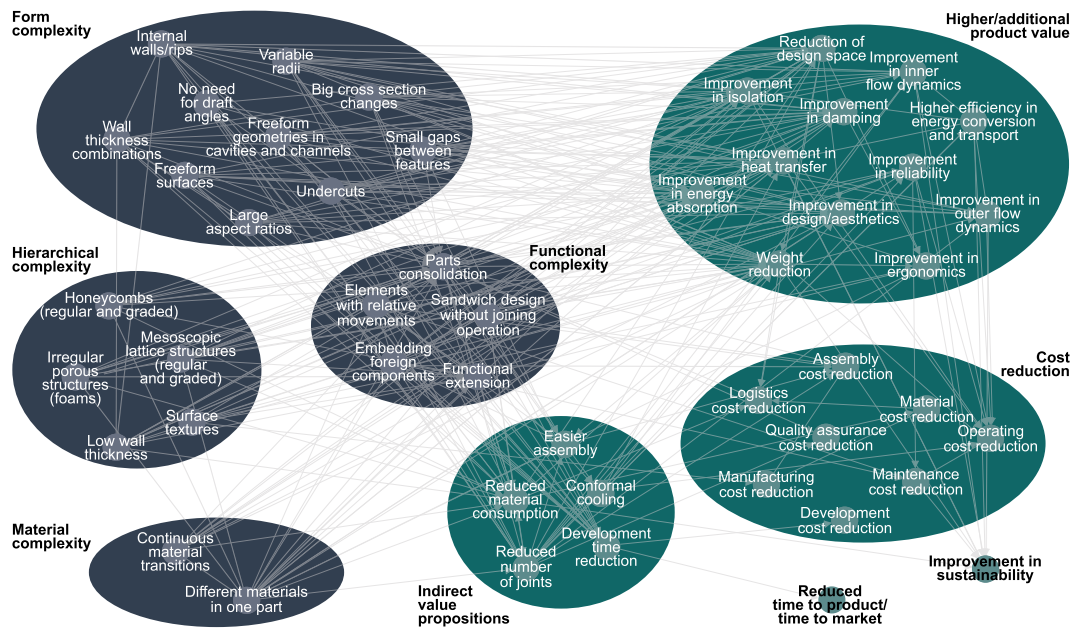 Form
complexity
Internal
walls/rips
Variable
radii
No need
for draft
angles
Big cross section
changes
Wall
thickness
combinations
Freeform
geometries in
cavities and channels
Small gaps
between
features
Freeform
surfaces
Undercuts
Large
aspect ratios
Higher/additional
product value
Reduction of
design space
Improvement
in inner
flow dynamics
Improvement
in isolation
Improvement
in damping
Higher efficiency in
energy conversion
and transport
Improvement in
heat transfer
Improvement
in reliability
Improvement
in energy
absorption
Improvement in
design/aesthetics
Improvement in
outer flow
dynamics
Weight
reduction
Improvement in
ergonomics
Hierarchical
complexity
Honeycombs
(regular and graded)
Mesoscopic
lattice structures
(regular
and graded)
Irregular
porous
structures
(foams)
Surface
textures
Low wall
thickness
Functional
complexity
Parts
consolidation
Elements
with relative
movements
Sandwich design
without joining
operation
Embedding
foreign
components
Functional
extension
Cost
reduction
Assembly
cost reduction
Logistics
cost reduction
Material
cost reduction
Quality assurance
cost reduction
Operating
cost reduction
Manufacturing
cost reduction
Maintenance
cost reduction
Development
cost reduction
Easier
assembly
Reduced
material
consumption
Conformal
cooling
Development
time
reduction
Reduced
number
of joints
Indirect
value
propositions
Material
complexity
Continuous
material
transitions
Different materials
in one part
Improvement in
sustainability
Reduced
time to product/
time to market